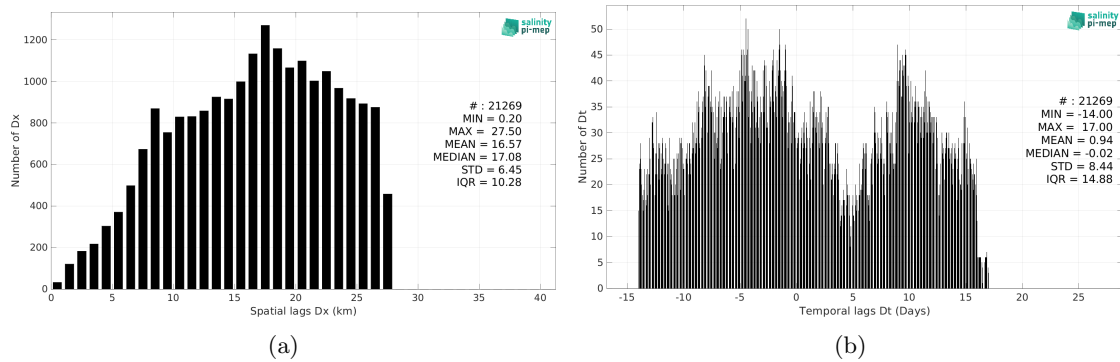 salinity
pi-mep
Number of Dx
1200
1000
800
600
400
200
0
# : 21269
MIN = 0.20
MAX = 27.50
MEAN = 16.57
MEDIAN = 17.08
STD = 6.45
IQR = 10.28
0 5 10 15 20 25 30 35 40
Spatial lags Dx (km)
(a)
salinity
pi-mep
Number of Dt
50
45
40
35
30
25
20
15
10
5
0
# : 21269
MIN = -14.00
MAX = 17.00
MEAN = 0.94
MEDIAN = -0.02
STD = 8.44
IQR = 14.88
-15 -10 -5 0 5 10 15 20 25
Temporal lags Dt (Days)
(b)